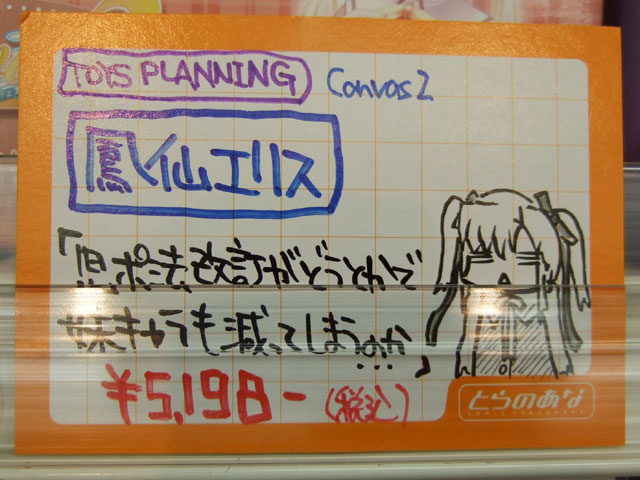 TOYS PLANNING
Canvas2
鳳仙エリス
「児ポ法改訂がどうとかで
妹キャラも減ってしまうのか…」
¥5,198-(税込)
とらのあな